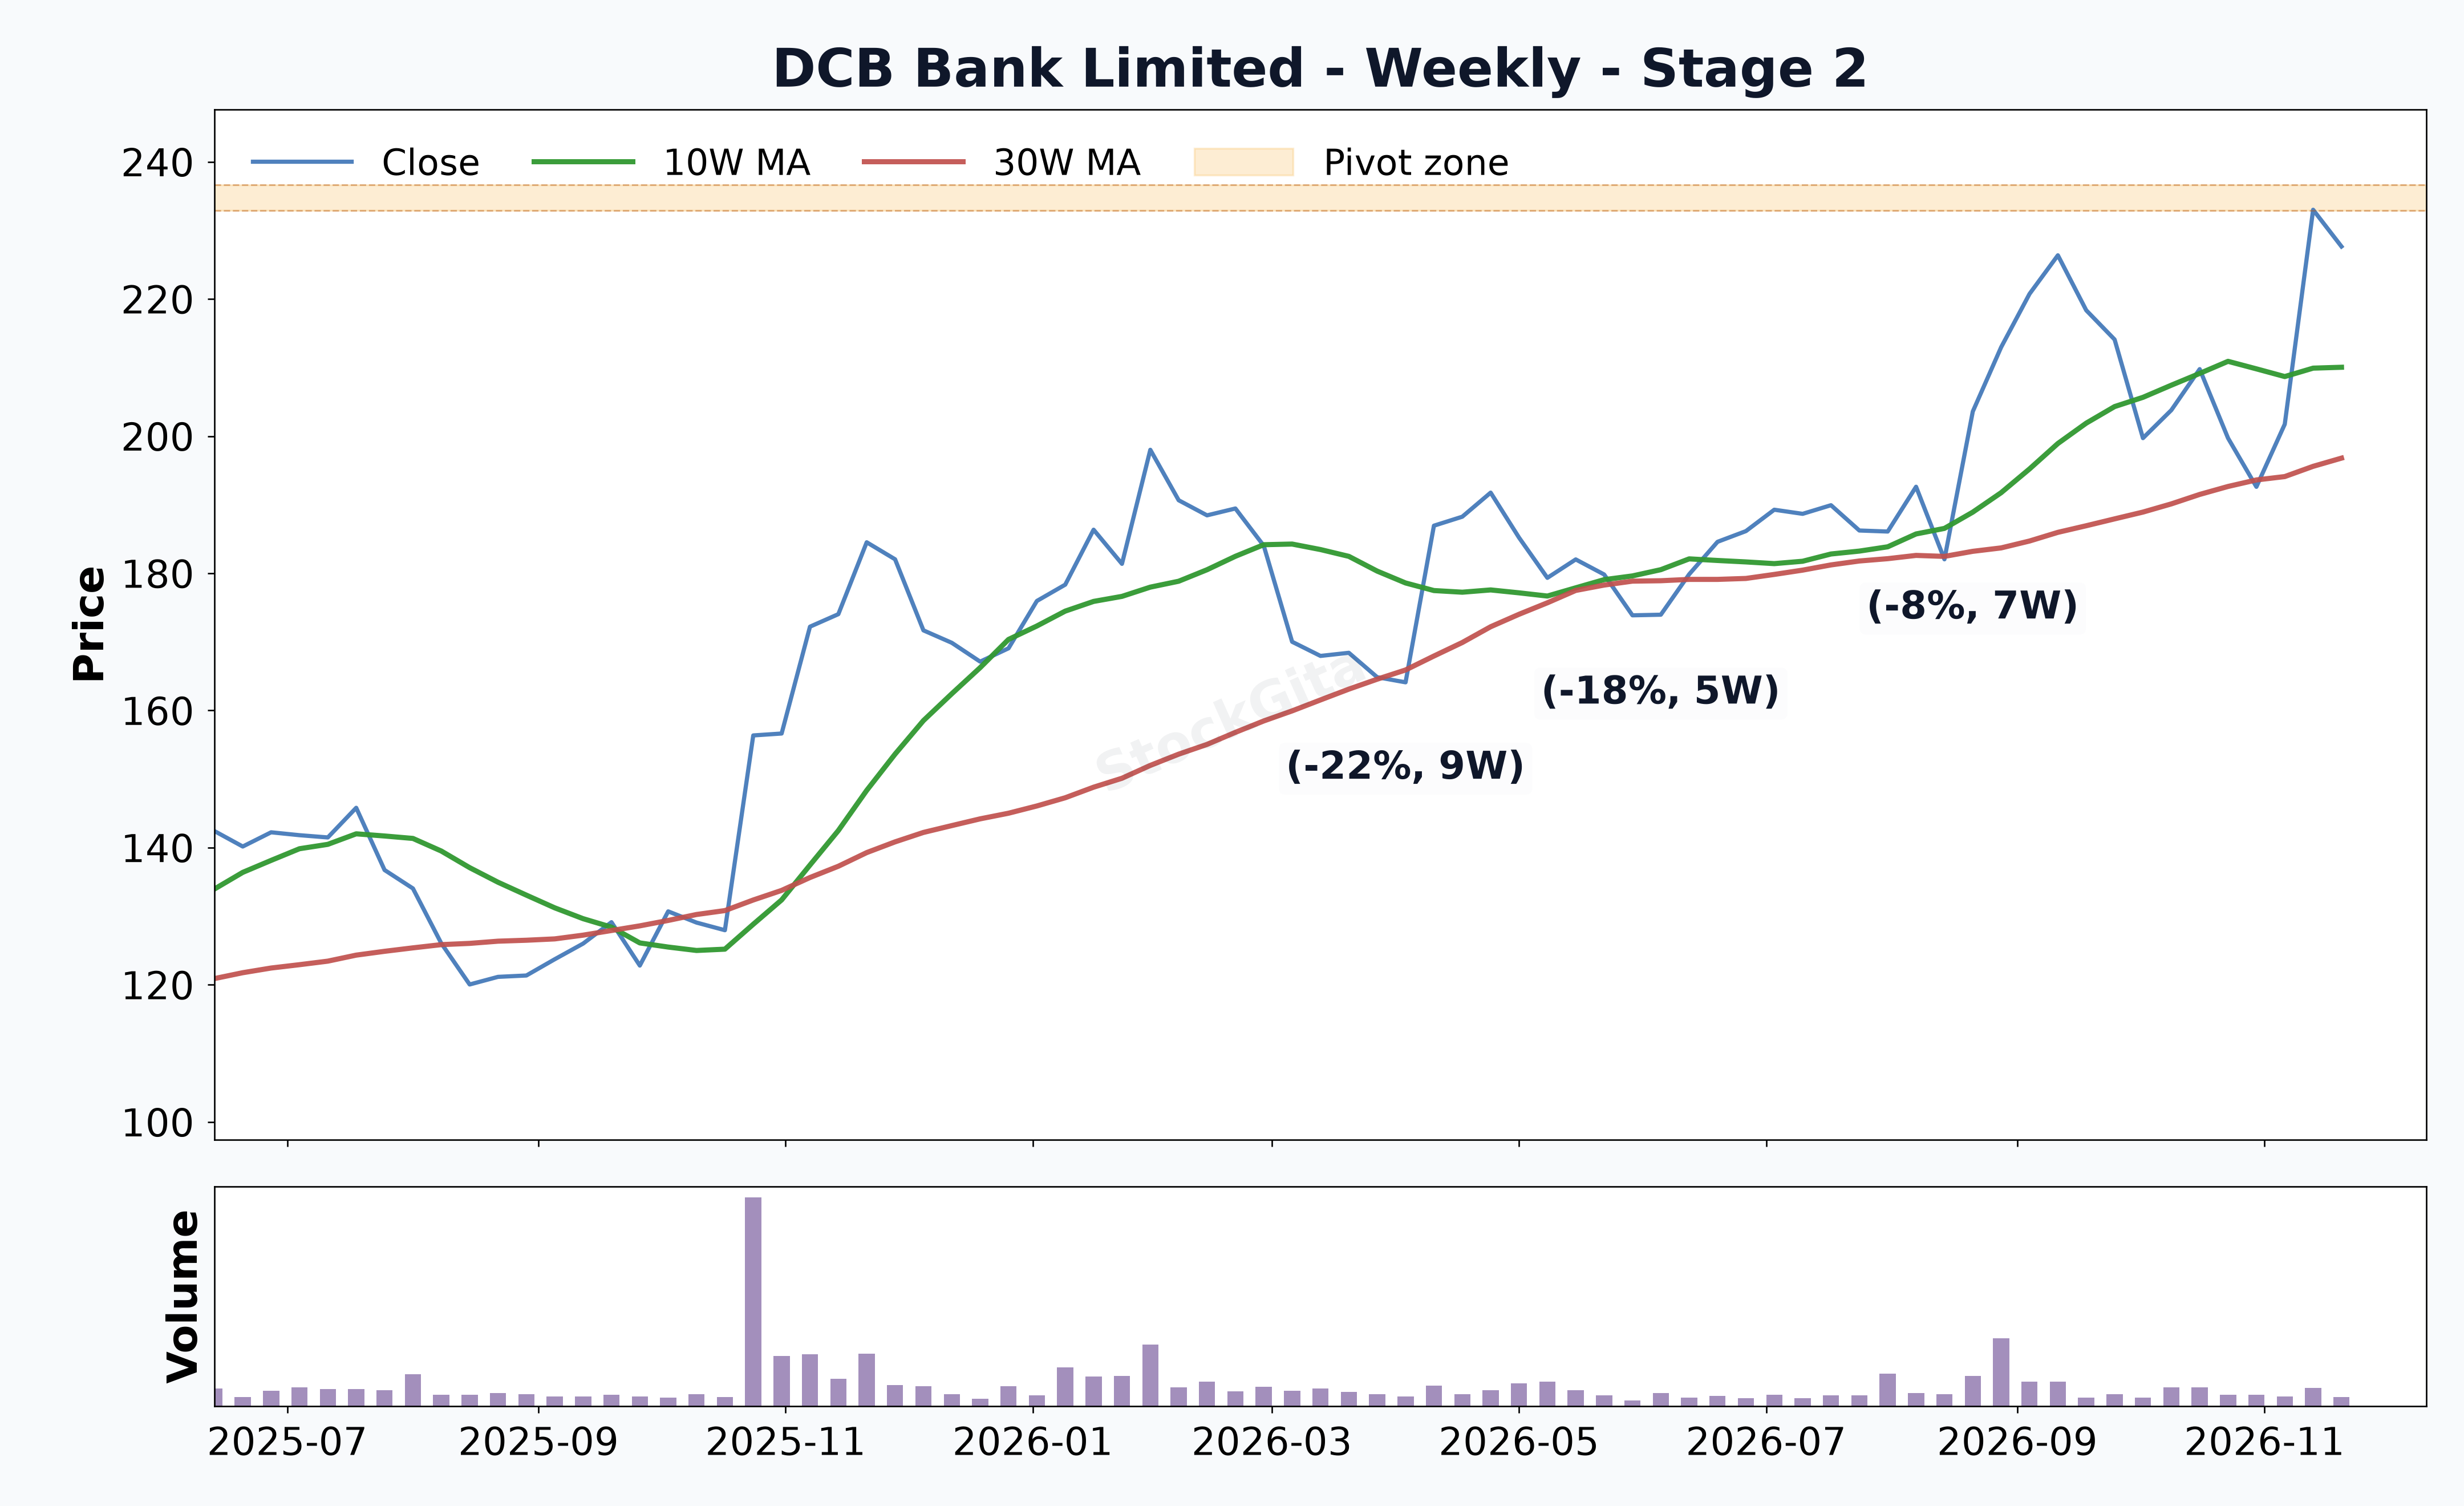 DCB Bank Limited - Weekly - Stage 2
Close 10W MA 30W MA Pivot zone
240
220
200
180
160
140
120
100
Price
(-8%, 7W)
(-18%, 5W)
(-22%, 9W)
StockGita
Volume
2025-07 2025-09 2025-11 2026-01 2026-03 2026-05 2026-07 2026-09 2026-11